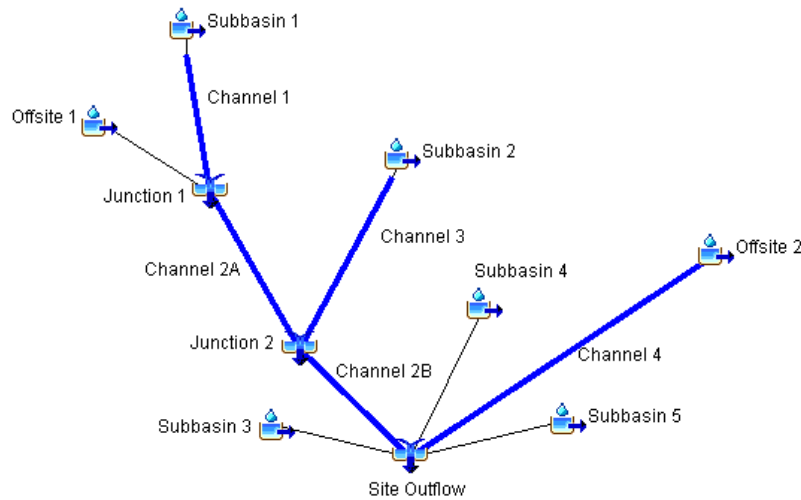 Subbasin 1
Channel 1
Offsite 1
Subbasin 2
Junction 1
Channel 3
Offsite 2
Channel 2A
Subbasin 4
Junction 2
Channel 4
Channel 2B
Subbasin 3
Subbasin 5
Site Outflow